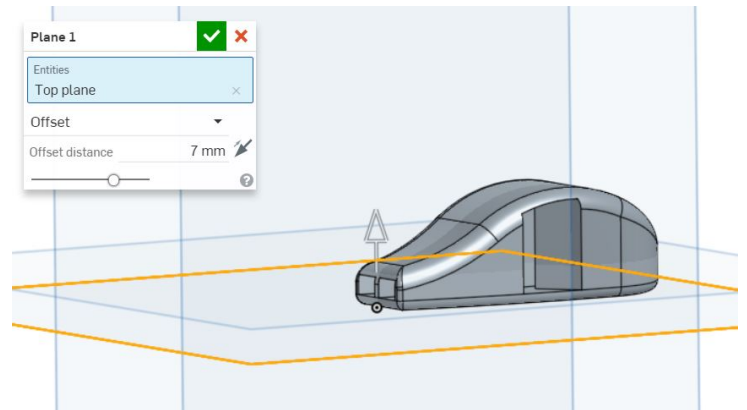 Plane 1
Entities
Top plane
Offset
Offset distance 7 mm